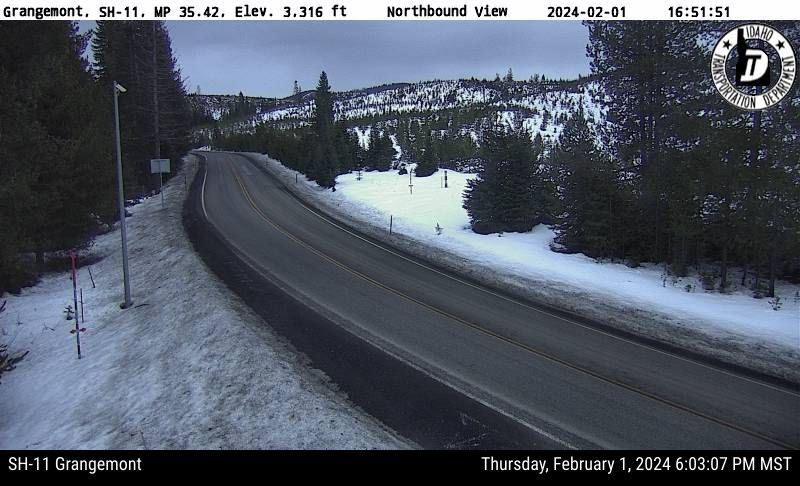 Grangemont, SH-11, MP 35.42, Elev. 3,316 ft Northbound View 2024-02-01 16:51:51
IDAHO
TRANSPORTATION DEPARTMENT
SH-11 Grangemont Thursday, February 1, 2024 6:03:07 PM MST